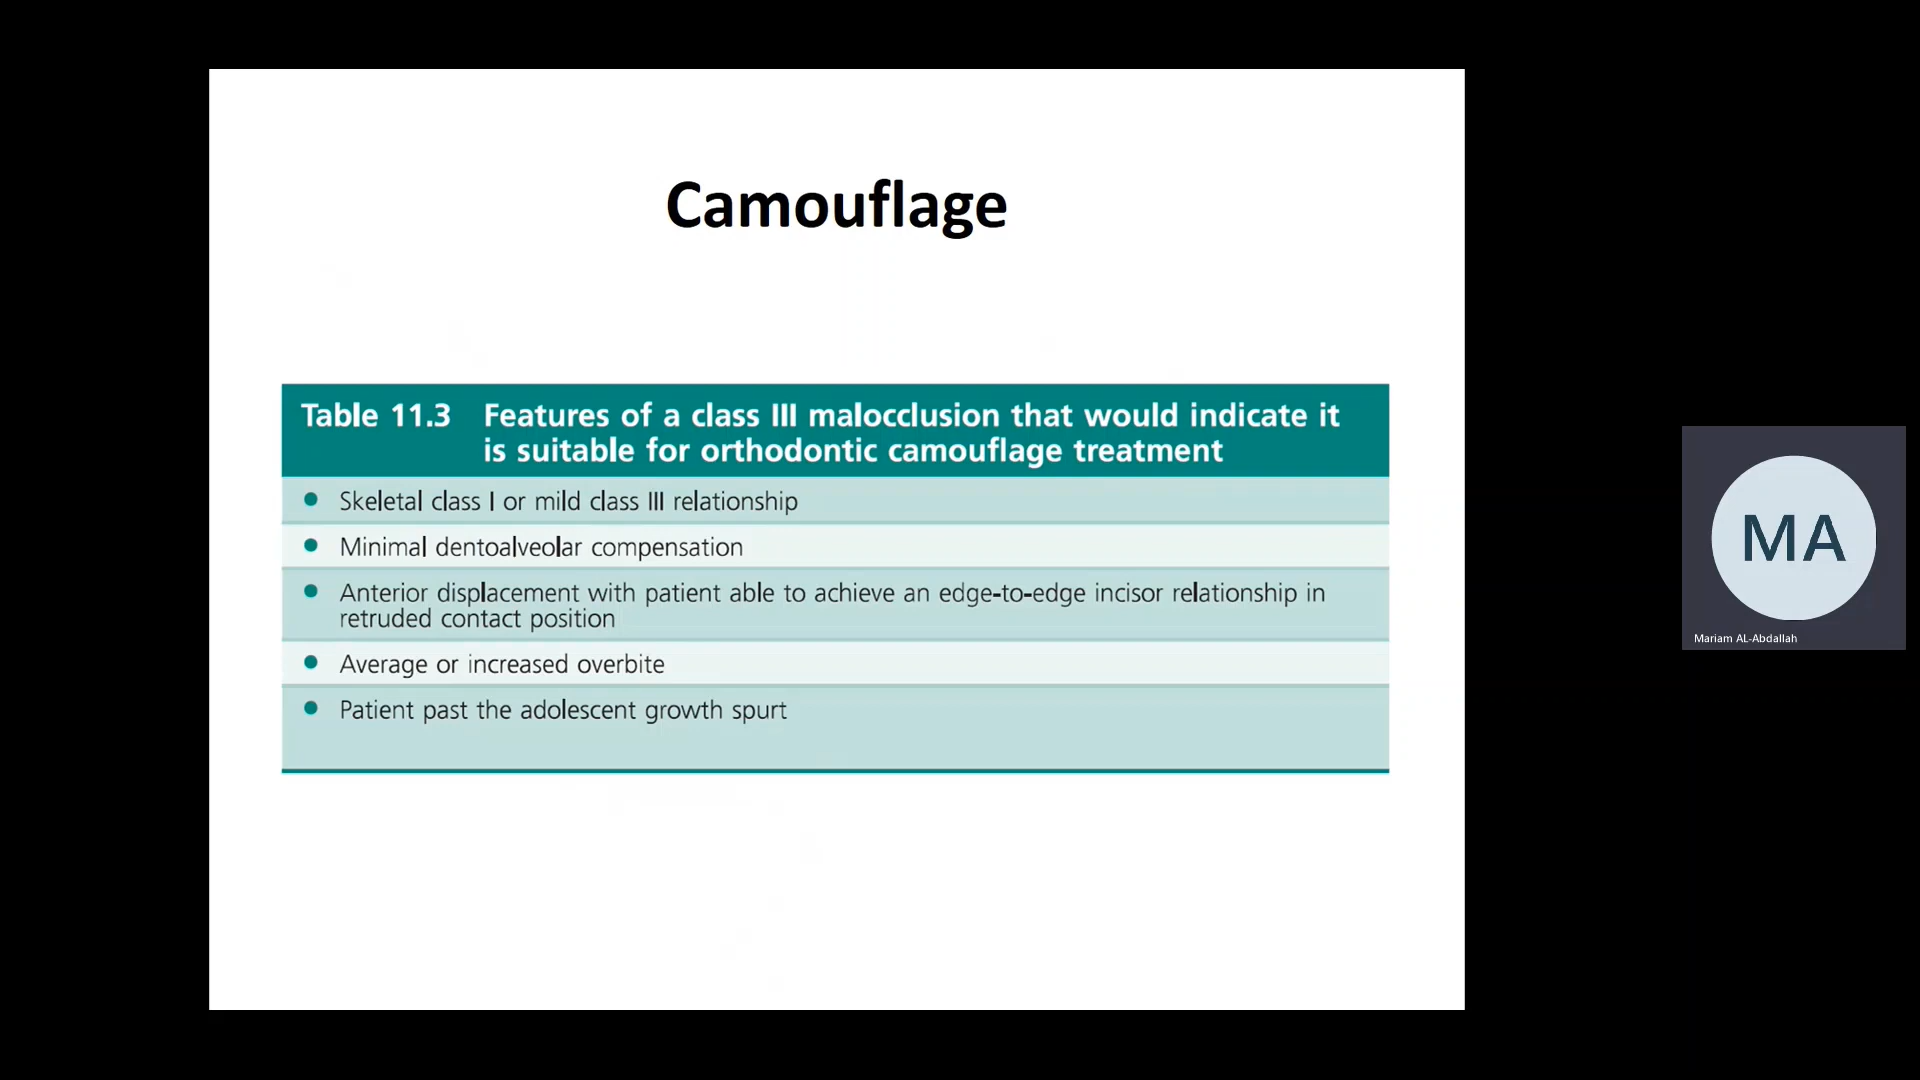 Camouflage
Table 11.3 Features of a class III malocclusion that would indicate it
is suitable for orthodontic camouflage treatment
• Skeletal class I or mild class III relationship
• Minimal dentoalveolar compensation
• Anterior displacement with patient able to achieve an edge-to-edge incisor relationship in
retruded contact position
• Average or increased overbite
• Patient past the adolescent growth spurt
MA
Mariam AL-Abdallah